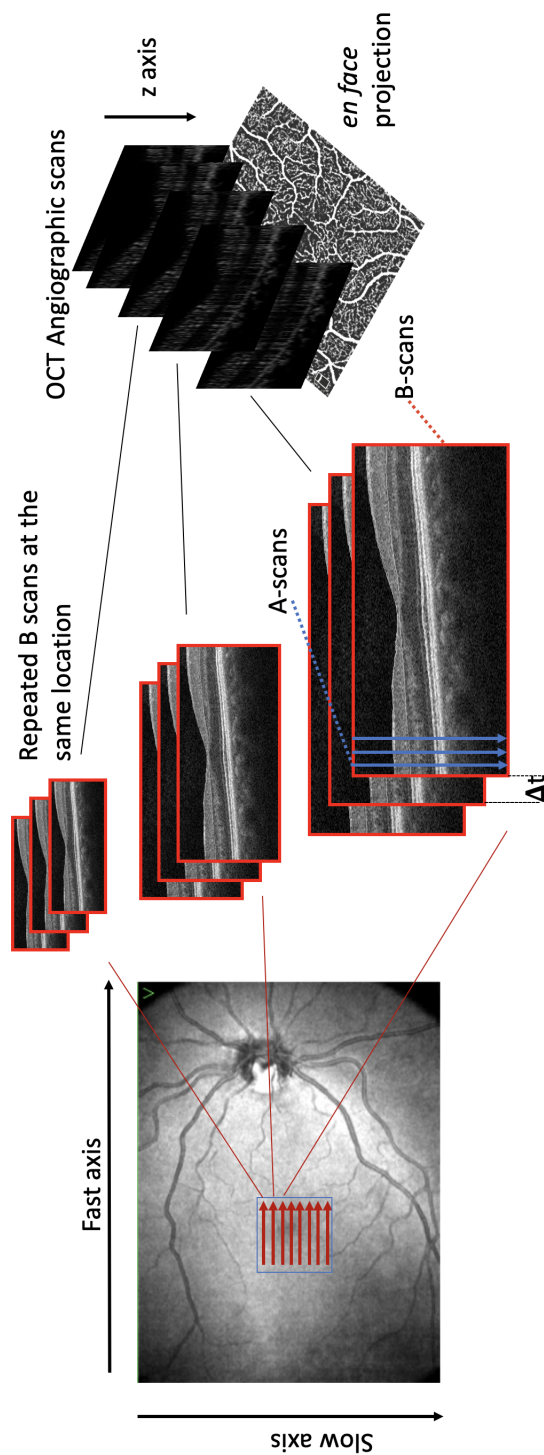 Fast axis
Slow axis
Repeated B scans at the
same location
A-scans
B-scans
Δt
OCT Angiographic scans
z axis
en face
projection